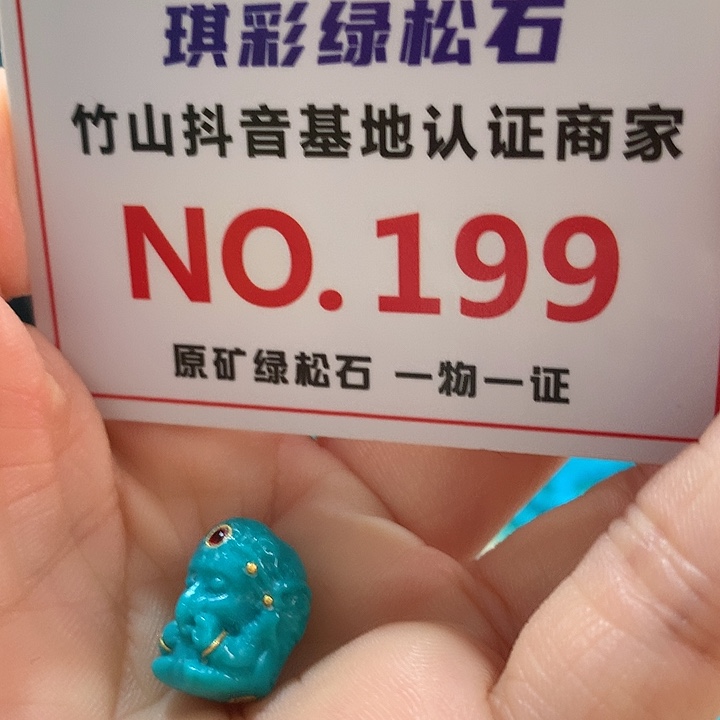 琪彩绿松石
竹山抖音基地认证商家
NO.199
原矿绿松石 一物一证